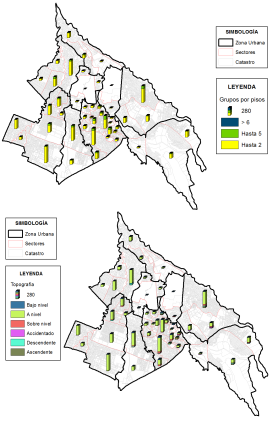 SIMBOLOGÍA
Zona Urbana
Sectores
Catastro
LEYENDA
Grupos por pisos
280
> 6
Hasta 5
Hasta 2
SIMBOLOGÍA
Zona Urbana
Sectores
Catastro
LEYENDA
Topografía
280
Bajo nivel
A nivel
Sobre nivel
Accidentado
Descendente
Ascendente